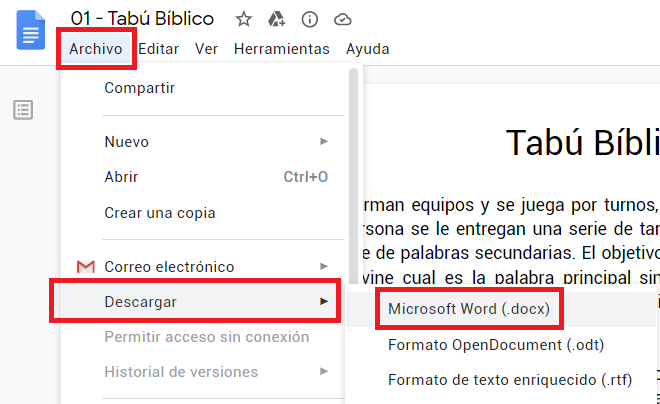 01 - Tabú Bíblico
Archivo Editar Ver Herramientas Ayuda
Compartir
Nuevo
Abrir Ctrl+O
Crear una copia
Correo electrónico
Descargar
Permitir acceso sin conexión
Historial de versiones
Microsoft Word (.docx)
Formato OpenDocument (.odt)
Formato de texto enriquecido (.rtf)
Tabú Bíbli
rman equipos y se juega por turnos,
rsona se le entregan una serie de tar
e de palabras secundarias. El objetivo
vine cual es la palabra principal sin